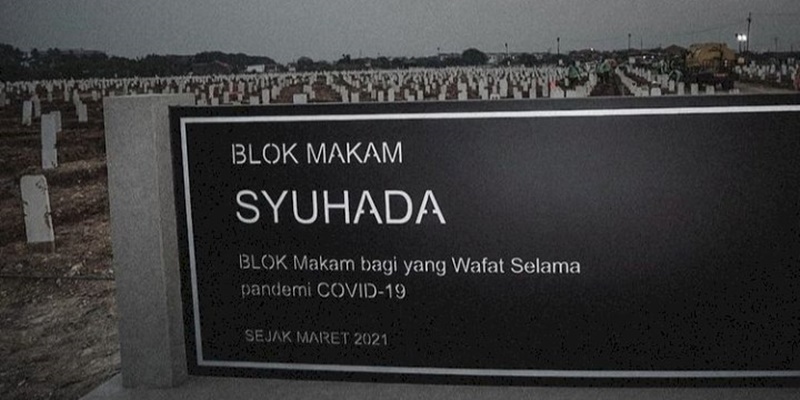 BLOK MAKAM
SYUHADA
BLOK Makam bagi yang Wafat Selama
pandemi COVID-19
SEJAK MARET 2021